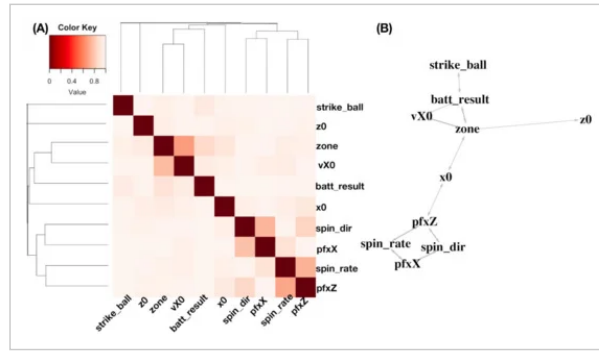 (A)
Color Key
0 0.4 0.8
Value
strike_ball
z0
zone
vX0
batt_result
x0
spin_dir
pfxX
spin_rate
pfxZ
strike_ball z0 zone vX0 batt_result x0 spin_dir pfxX spin_rate pfxZ
(B)
strike_ball
batt_result
vX0
zone
z0
x0
pfxZ
spin_rate spin_dir
pfxX